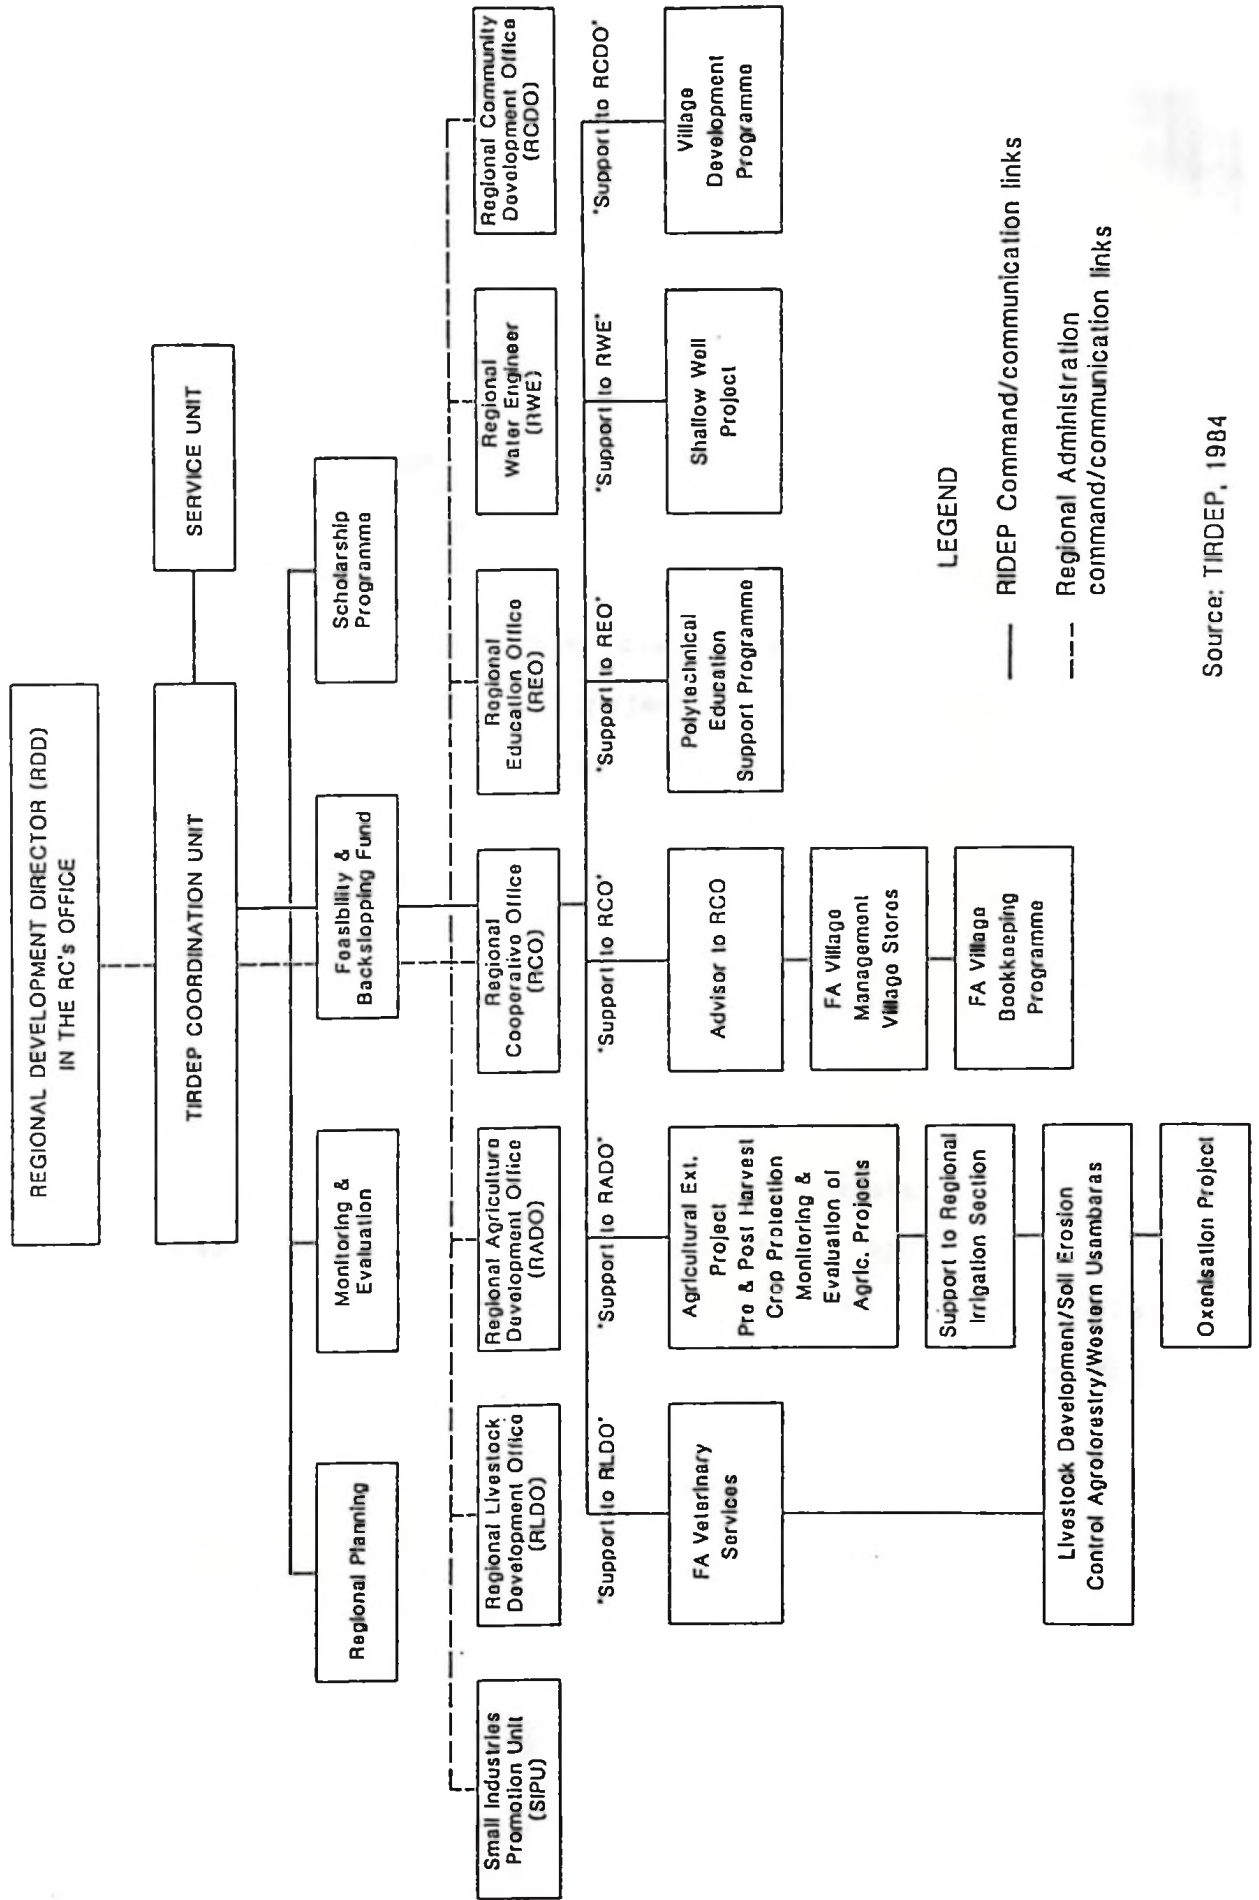 REGIONAL DEVELOPMENT DIRECTOR (RDD)
IN THE RC's OFFICE
TIRDEP COORDINATION UNIT
SERVICE UNIT
Regional Planning
Monitoring &
Evaluation
Feasibility &
Backstopping Fund
Scholarship
Programme
Small Industries
Promotion Unit
(SIPU)
Regional Livestock
Development Office
(RLDO)
Regional Agriculture
Development Office
(RADO)
Regional
Cooperative Office
(RCO)
Regional
Education Office
(REO)
Regional
Water Engineer
(RWE)
Regional Community
Development Office
(RCDO)
"Support to RLDO"
"Support to RADO"
"Support to RCO"
"Support to REO"
"Support to RWE"
"Support to RCDO"
FA Veterinary
Services
Agricultural Ext.
Project
Pre & Post Harvest
Crop Protection
Monitoring &
Evaluation of
Agric. Projects
Advisor to RCO
Polytechnical
Education
Support Programme
Shallow Well
Project
Village
Development
Programme
FA Village
Management
Village Stores
Support to Regional
Irrigation Section
FA Village
Bookkeeping
Programme
Livestock Development/Soil Erosion
Control Agroforestry/Western Usambaras
Oxenisation Project
LEGEND
RIDEP Command/communication links
Regional Administration
command/communication links
Source: TIRDEP, 1984